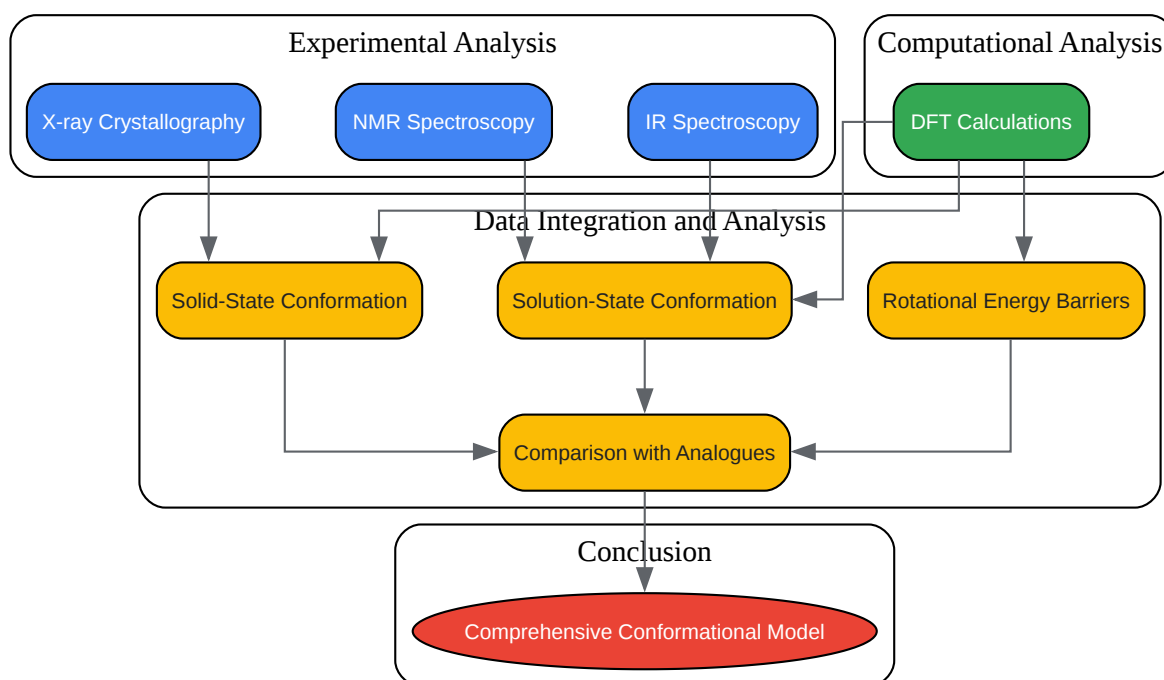 Experimental Analysis
Computational Analysis
X-ray Crystallography
NMR Spectroscopy
IR Spectroscopy
DFT Calculations
Data Integration and Analysis
Solid-State Conformation
Solution-State Conformation
Rotational Energy Barriers
Comparison with Analogues
Conclusion
Comprehensive Conformational Model